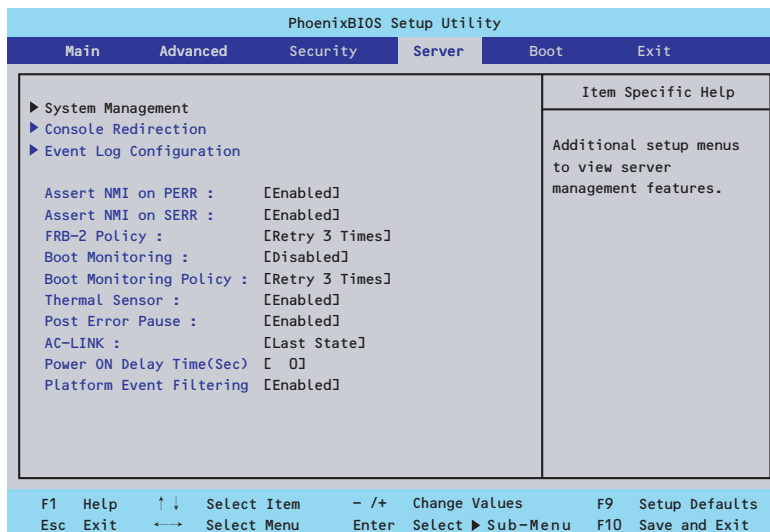 PhoenixBIOS Setup Utility
Main Advanced Security Server Boot Exit
Item Specific Help
▶ System Management
▶ Console Redirection
▶ Event Log Configuration
Additional setup menus
to view server
management features.
Assert NMI on PERR : [Enabled]
Assert NMI on SERR : [Enabled]
FRB-2 Policy : [Retry 3 Times]
Boot Monitoring : [Disabled]
Boot Monitoring Policy : [Retry 3 Times]
Thermal Sensor : [Enabled]
Post Error Pause : [Enabled]
AC-LINK : [Last State]
Power ON Delay Time(Sec) [ 0]
Platform Event Filtering [Enabled]
F1 Help ↑↓ Select Item - /+ Change Values F9 Setup Defaults
Esc Exit ←→ Select Menu Enter Select ▶ Sub-Menu F10 Save and Exit